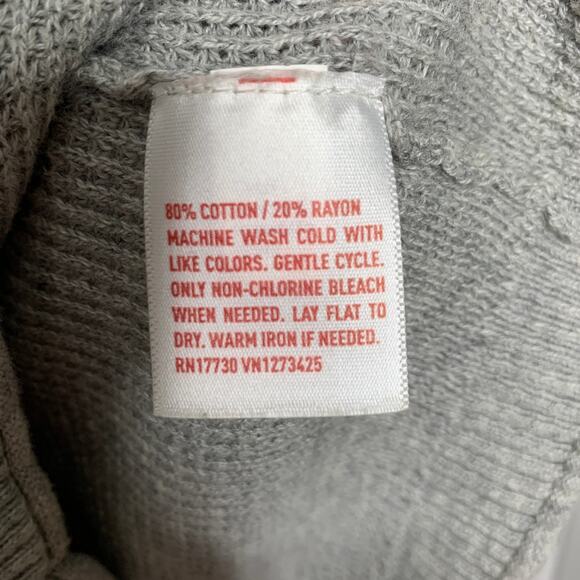 80% COTTON / 20% RAYON
MACHINE WASH COLD WITH
LIKE COLORS. GENTLE CYCLE.
ONLY NON-CHLORINE BLEACH
WHEN NEEDED. LAY FLAT TO
DRY. WARM IRON IF NEEDED.
RN17730 VN1273425